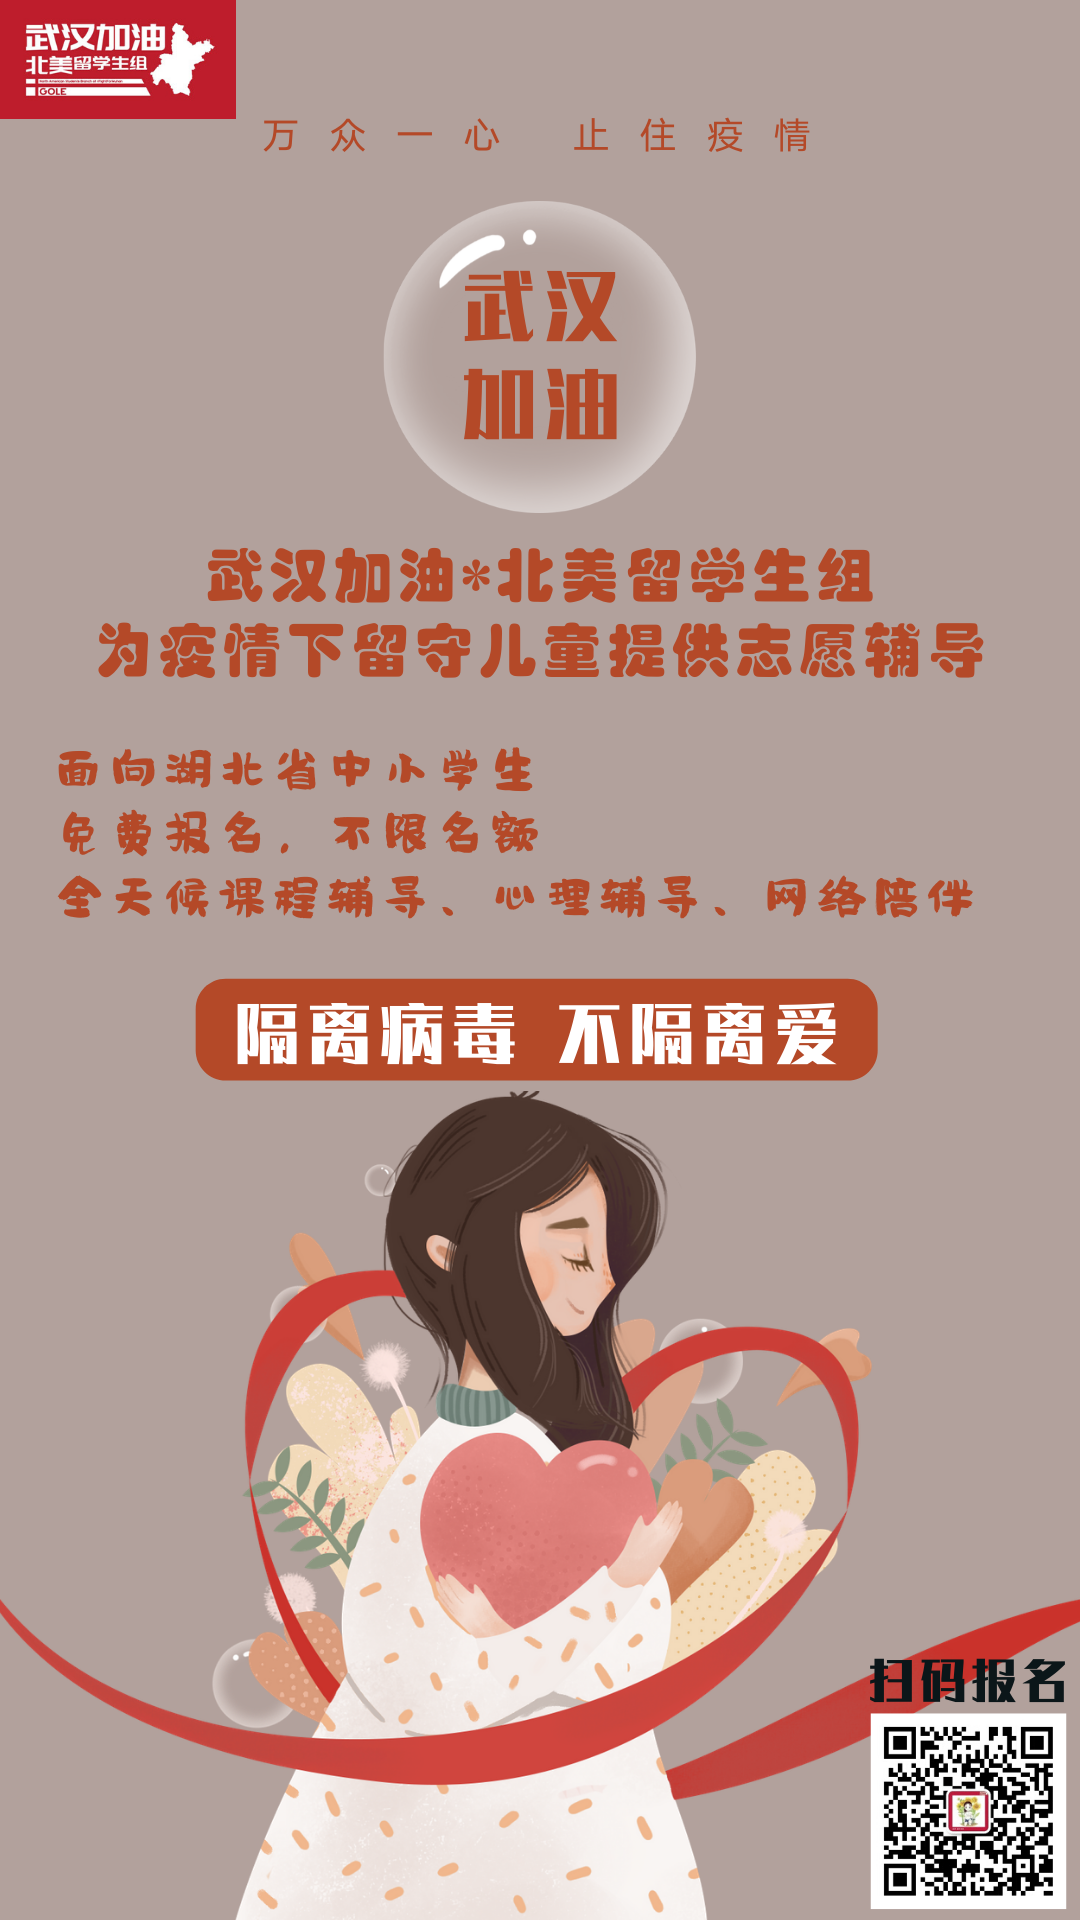 武汉加油
北美留学生组
GOLE
万众一心 止住疫情
武汉
加油
武汉加油*北美留学生组
为疫情下留守儿童提供志愿辅导
面向湖北省中小学生
免费报名，不限名额
全天候课程辅导、心理辅导、网络陪伴
隔离病毒 不隔离爱
扫码报名